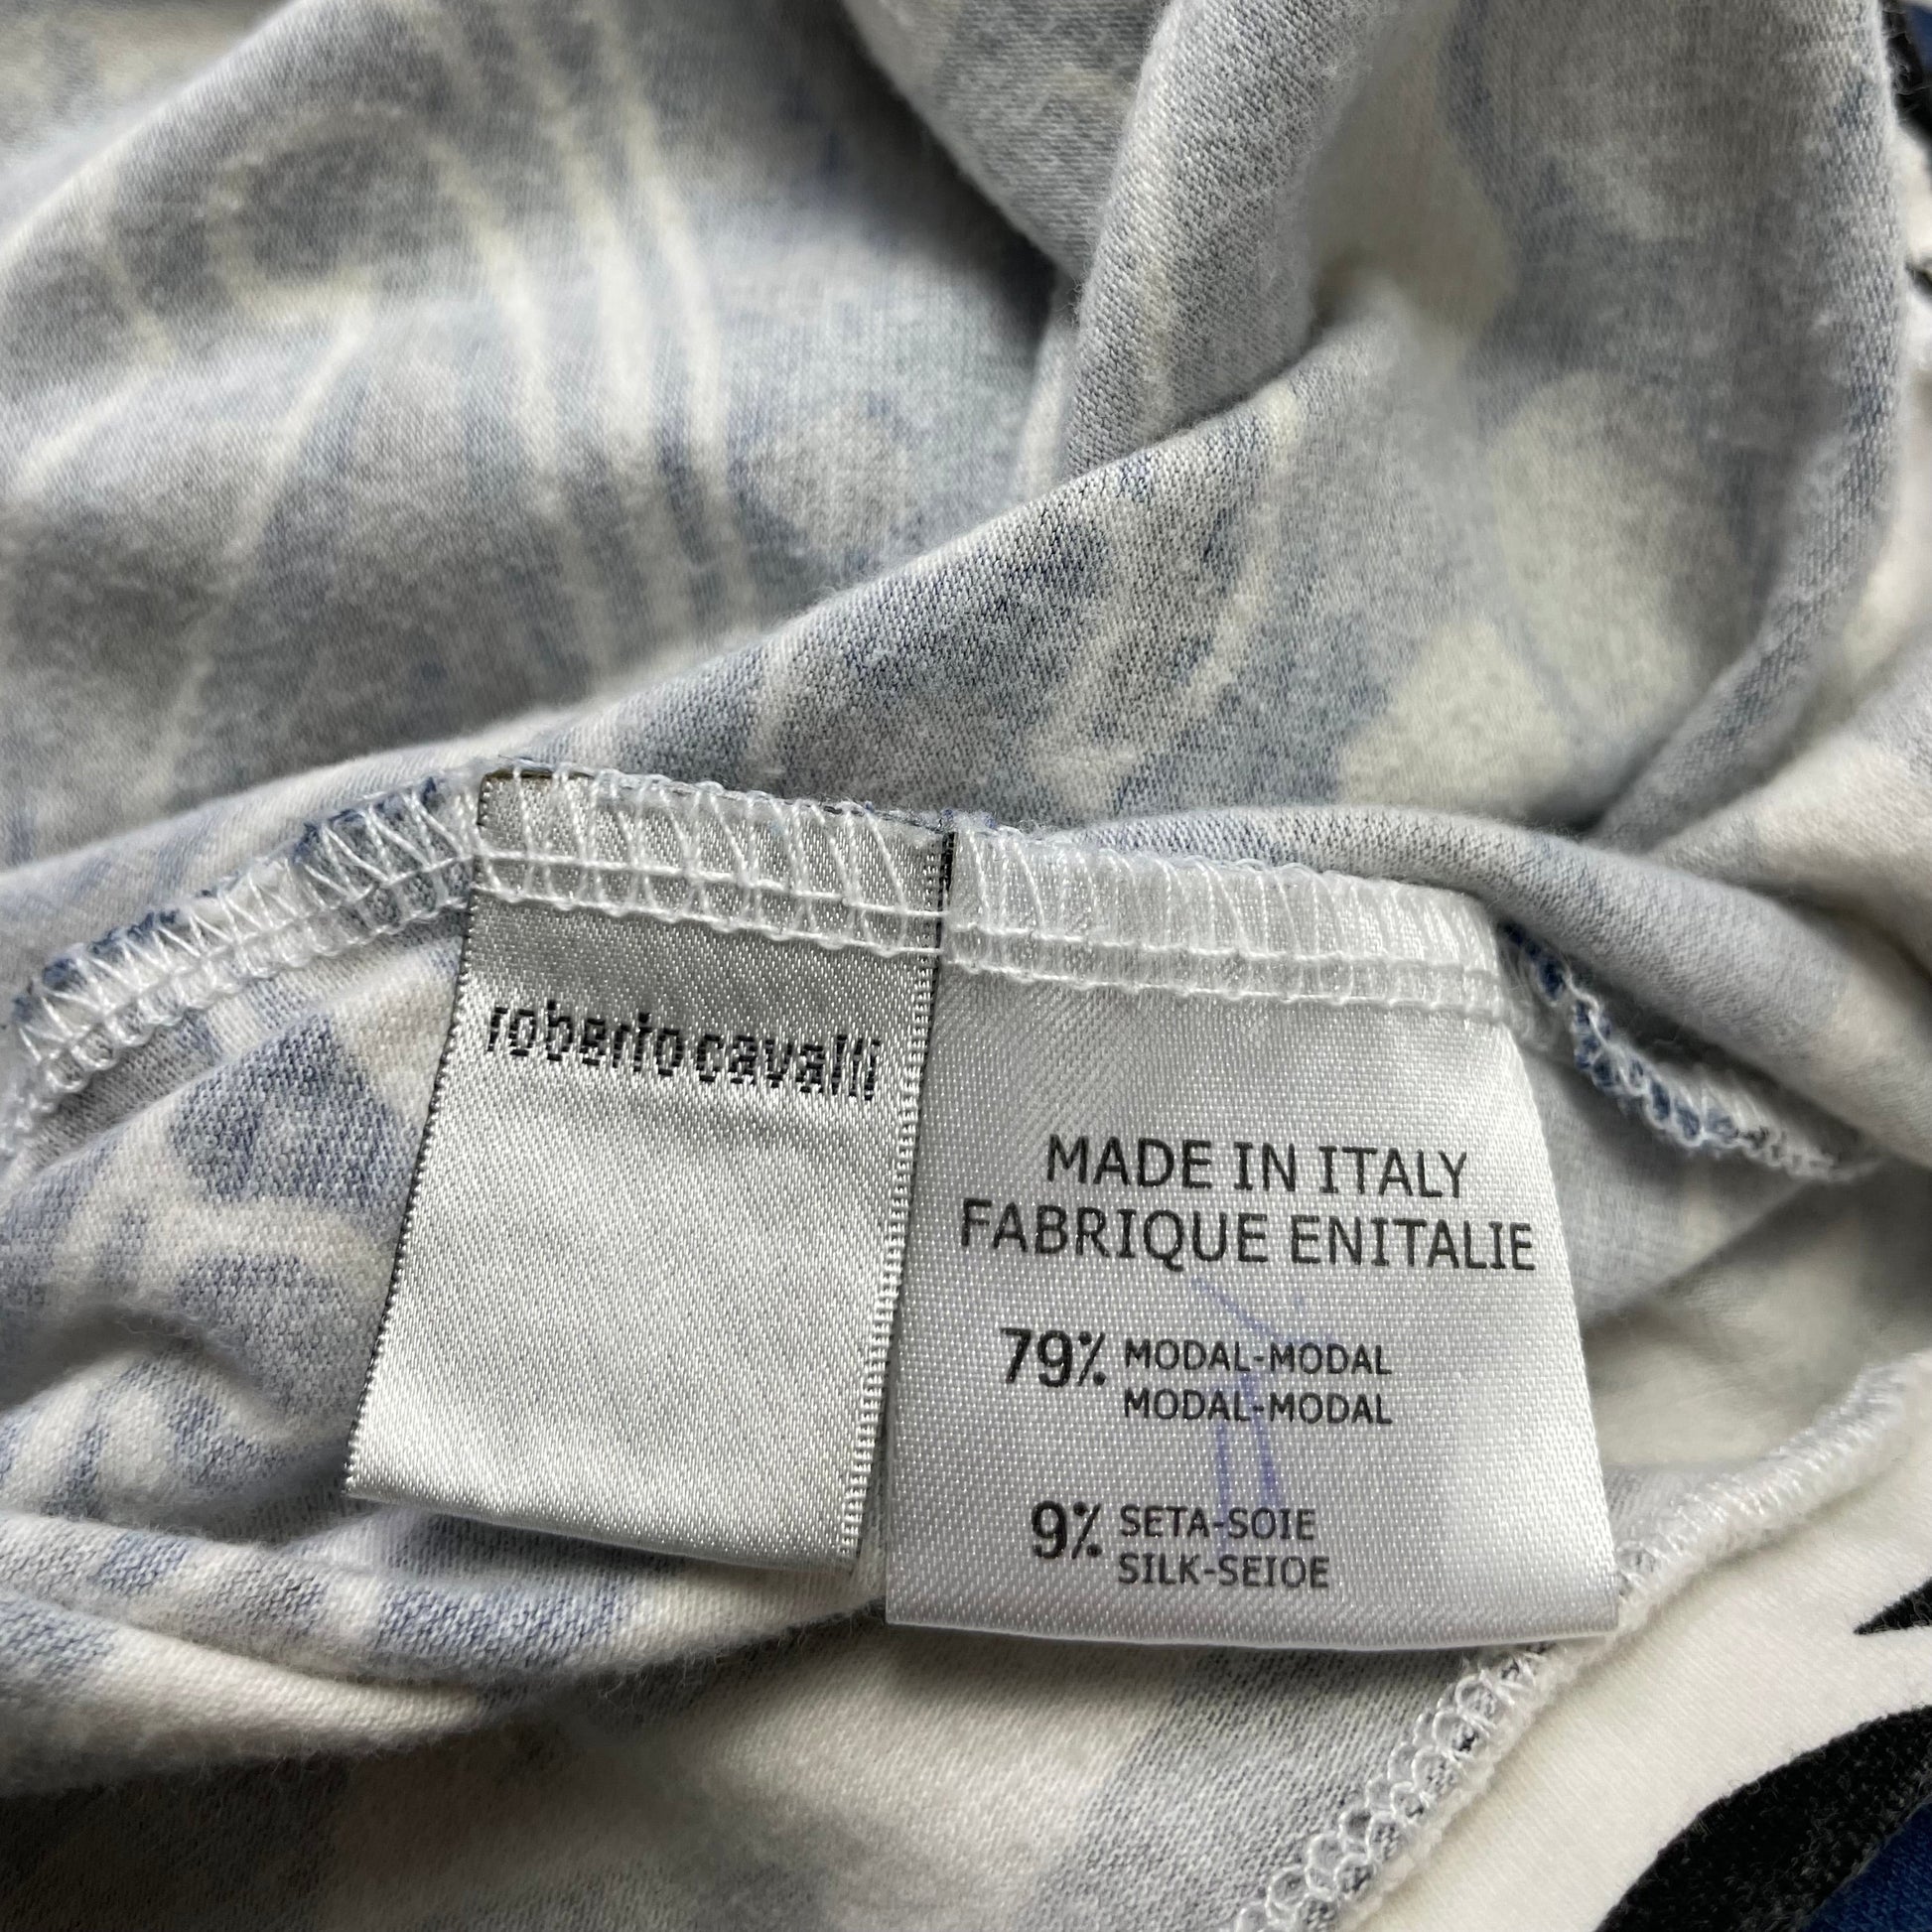 roberto cavalli
MADE IN ITALY
FABRIQUE ENITALIE
79% MODAL-MODAL
MODAL-MODAL
9% SETA-SOIE
SILK-SEIOE